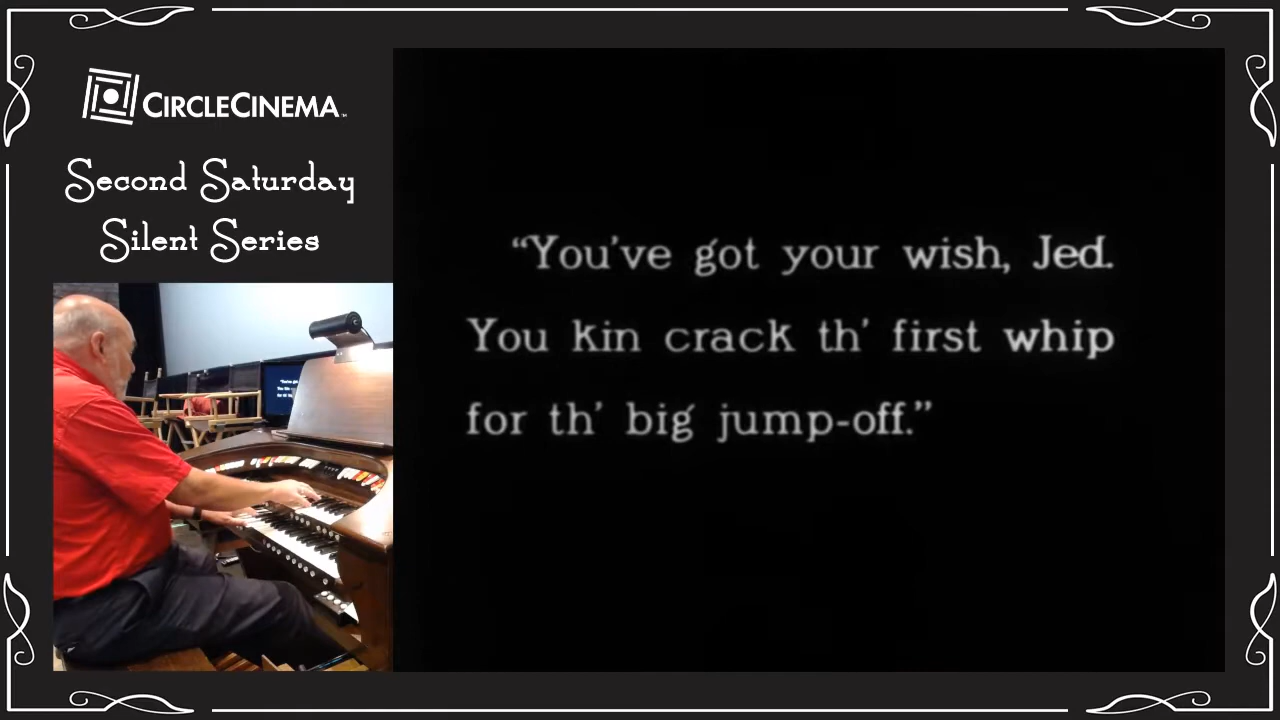 CIRCLECINEMA™
Second Saturday
Silent Series
“You’ve got your wish, Jed.
You kin crack th’ first whip
for th’ big jump-off.”